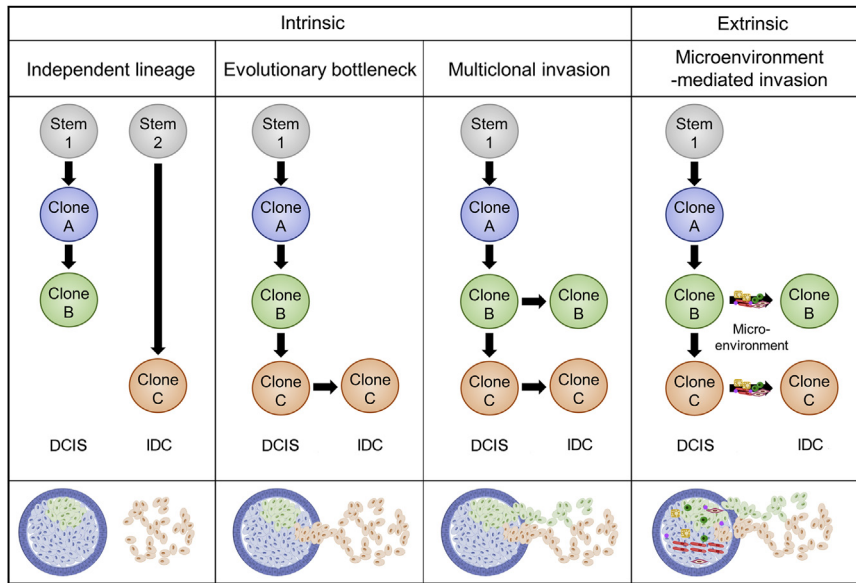 Intrinsic
Extrinsic
Independent lineage
Evolutionary bottleneck
Multiclonal invasion
Microenvironment
-mediated invasion
Stem
1
Stem
2
Clone
A
Clone
B
Clone
C
DCIS
IDC
Stem
1
Clone
A
Clone
B
Clone
C
Clone
C
DCIS
IDC
Stem
1
Clone
A
Clone
B
Clone
B
Clone
C
Clone
C
DCIS
IDC
Stem
1
Clone
A
Clone
B
Clone
B
Micro-
environment
Clone
C
Clone
C
DCIS
IDC